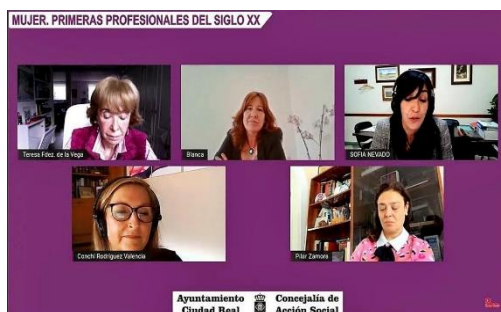 MUJER. PRIMERAS PROFESIONALES DEL SIGLO XX
Teresa Fdez. de la Vega
Blanca
SOFIA NEVADO
Conchi Rodríguez Valencia
Pilar Zamora
Ayuntamiento
Ciudad Real
Concejalía de
Acción Social